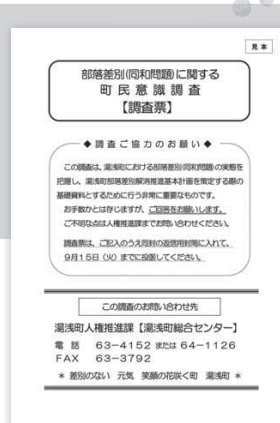 見本
部落差別(同和問題)に関する
町民意識調査
【調査票】
◆調査ご協力のお願い◆
この調査は、湯浅町における部落差別(同和問題)の実態を
把握し、湯浅町部落差別解消推進基本計画を策定する際の
基礎資料とするために行う非常に重要なものです。
お手数かとは存じますが、ご回答をお願いします。
ご不明な点は人権推進課までお問い合わせください。
調査票は、ご記入のうえ同封の返信用封筒に入れて、
9月15日(火)までに投函してください。
この調査のお問い合わせ先
湯浅町人権推進課【湯浅町総合センター】
電話 63-4152 または 64-1126
FAX 63-3792
* 差別のない 元気 笑顔の花咲く町 湯浅町 *